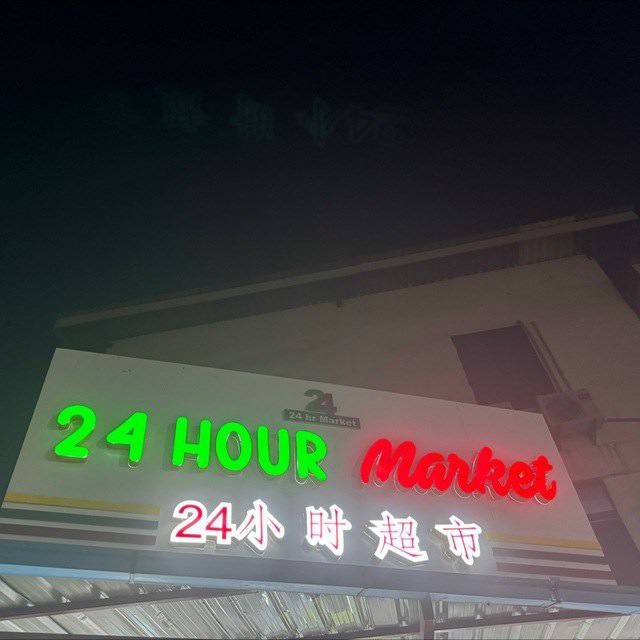 24
24 hr Market
24 HOUR Market
24小时超市